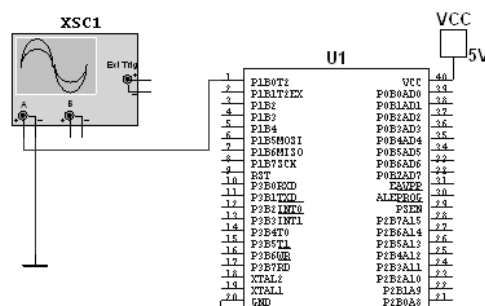 XSC1
Ext Trig
A
B
VCC
5V
U1
1 P1B0T2 VCC 40
2 P1B1T2EX P0B0AD0 39
3 P1B2 P0B1AD1 38
4 P1B3 P0B2AD2 37
5 P1B4 P0B3AD3 36
6 P1B5MOSI P0B4AD4 35
7 P1B6MISO P0B5AD5 34
8 P1B7SCK P0B6AD6 33
9 RST P0B7AD7 32
10 P3B0RXD EAVPP 31
11 P3B1TXD ALEPROG 30
12 P3B2INT0 PSEN 29
13 P3B3INT1 P2B7A15 28
14 P3B4T0 P2B6A14 27
15 P3B5T1 P2B5A13 26
16 P3B6WR P2B4A12 25
17 P3B7RD P2B3A11 24
18 XTAL2 P2B2A10 23
19 XTAL1 P2B1A9 22
20 GND P2B0A8 21